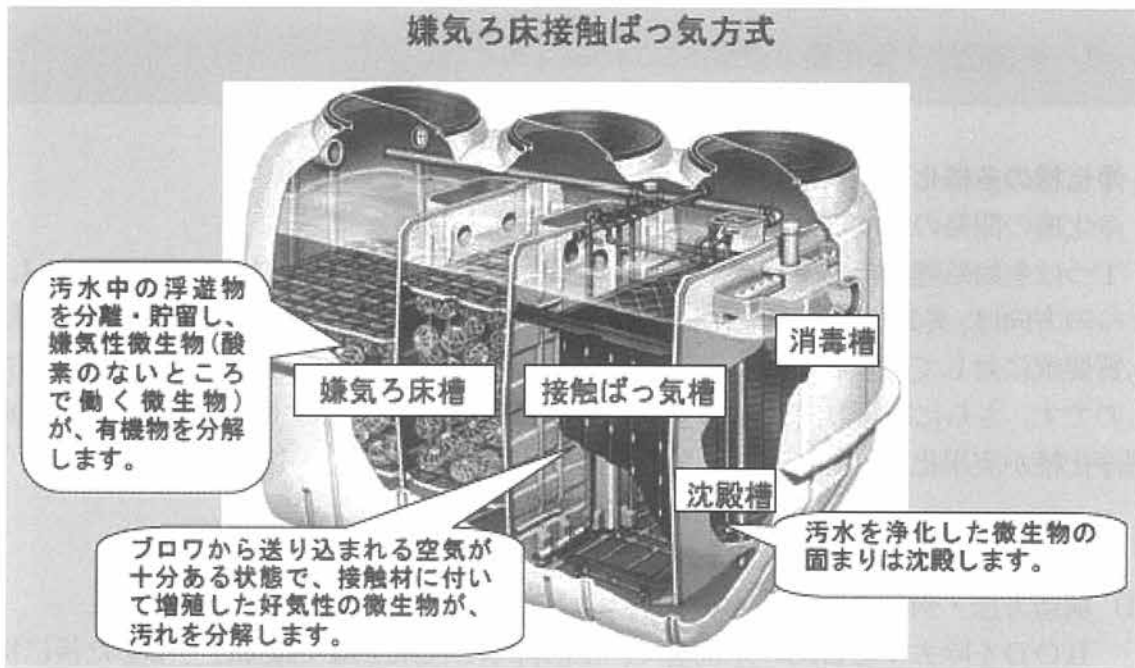 嫌気ろ床接触ばっ気方式
汚水中の浮遊物
を分離・貯留し、
嫌気性微生物(酸
素のないところ
で働く微生物)
が、有機物を分解
します。
嫌気ろ床槽
接触ばっ気槽
消毒槽
沈殿槽
ブロワから送り込まれる空気が
十分ある状態で、接触材に付い
て増殖した好気性の微生物が、
汚れを分解します。
汚水を浄化した微生物の
固まりは沈殿します。